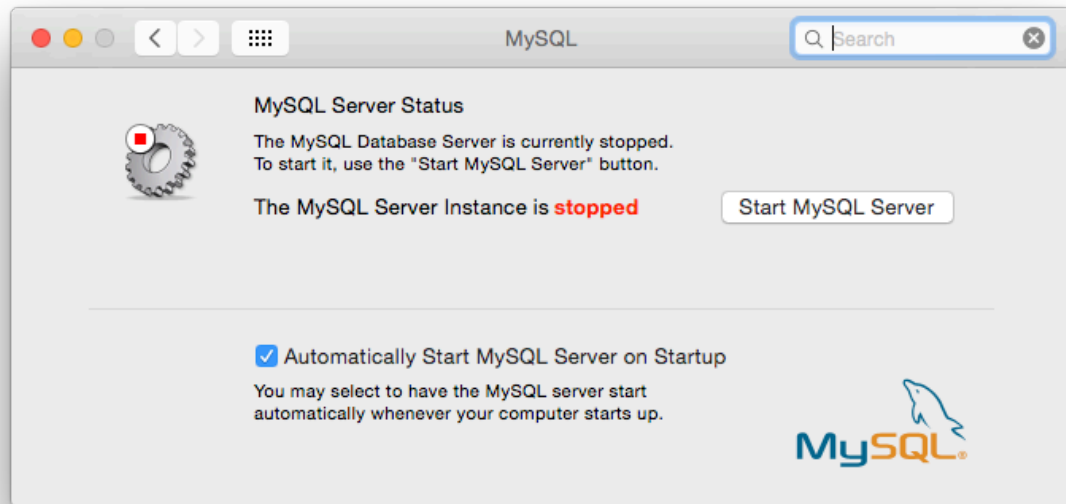 MySQL
Search
MySQL Server Status
The MySQL Database Server is currently stopped.
To start it, use the "Start MySQL Server" button.
The MySQL Server Instance is stopped
Start MySQL Server
Automatically Start MySQL Server on Startup
You may select to have the MySQL server start
automatically whenever your computer starts up.
MySQL®